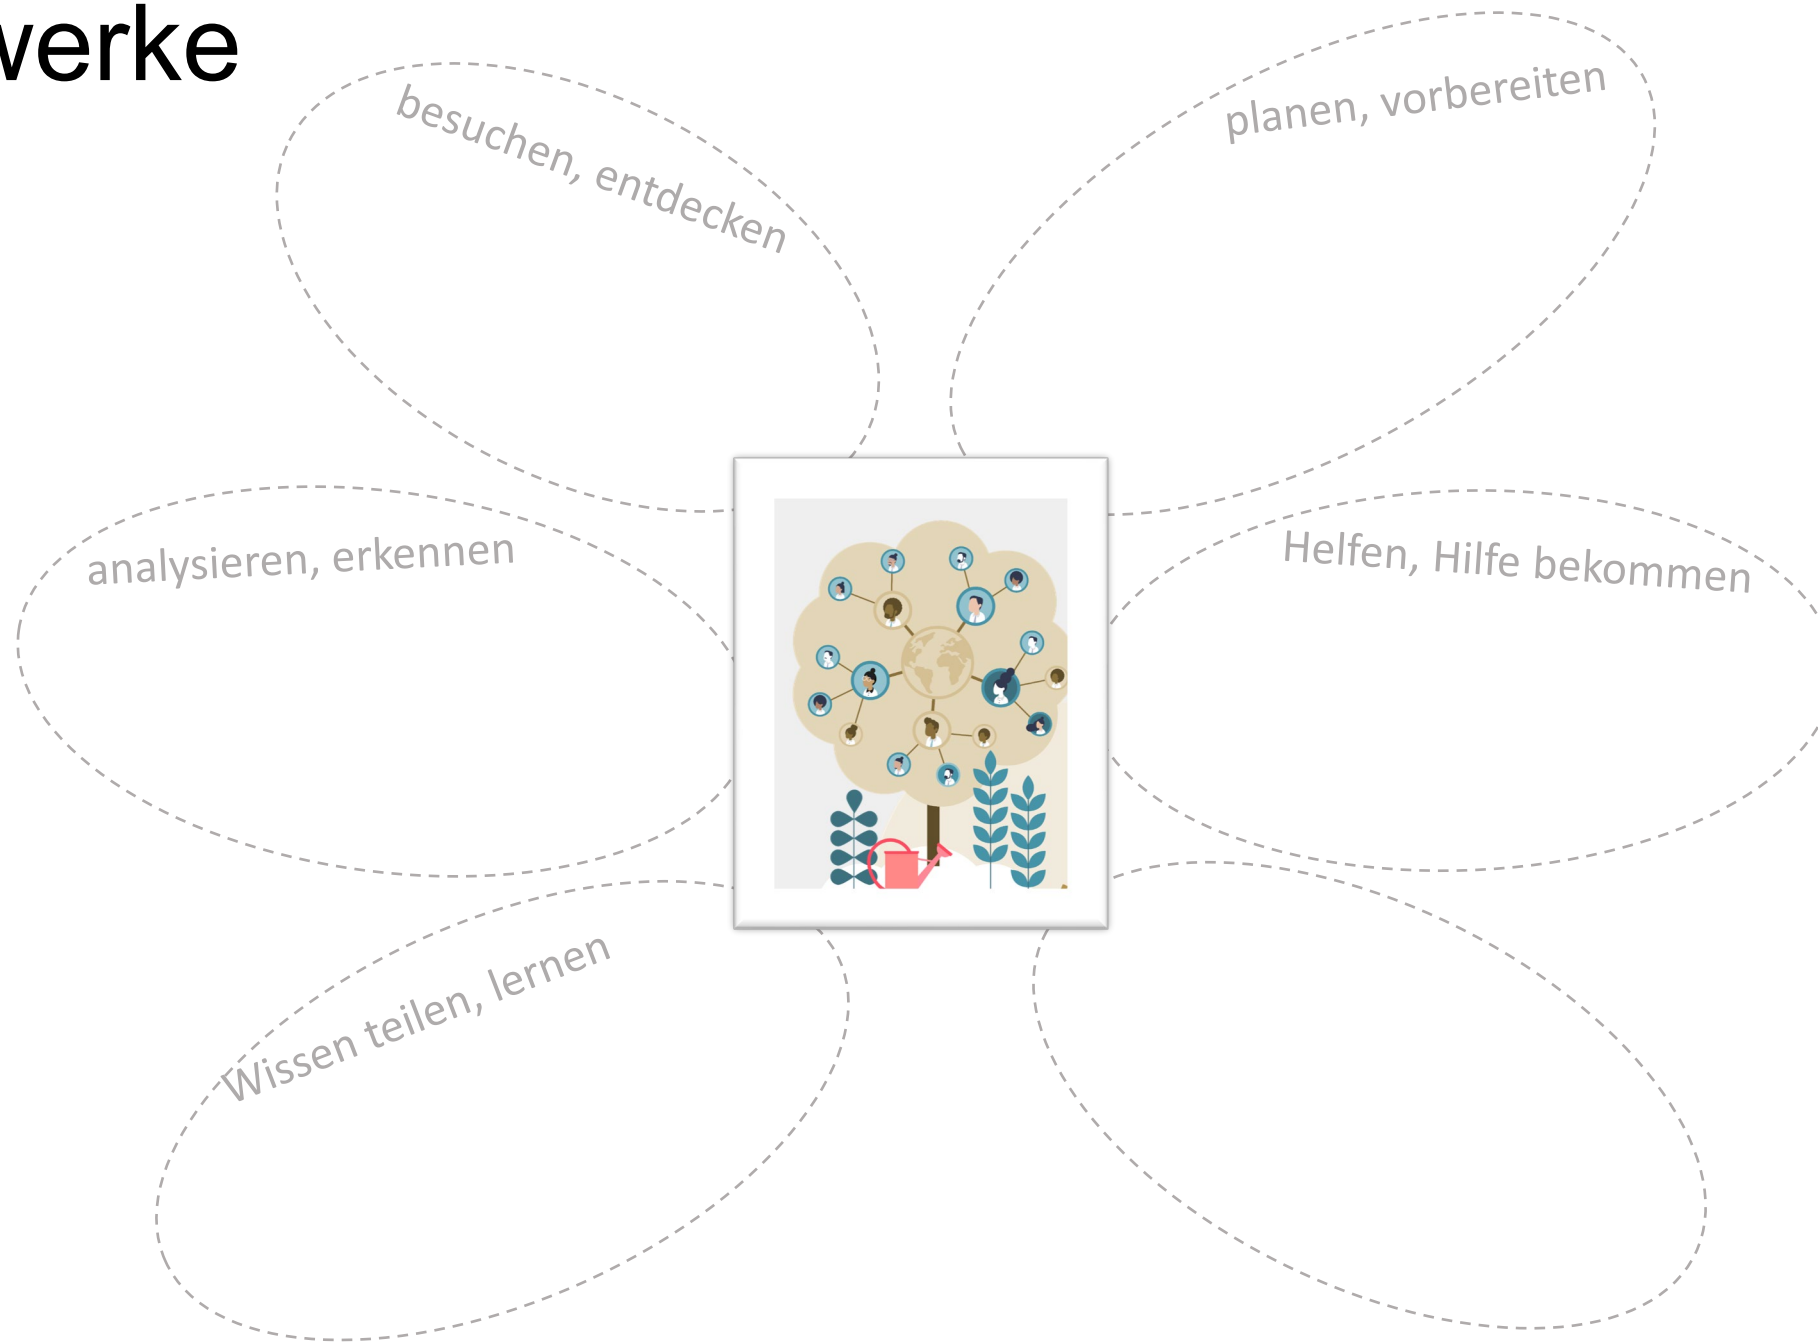 werke
besuchen, entdecken
planen, vorbereiten
analysieren, erkennen
Helfen, Hilfe bekommen
Wissen teilen, lernen